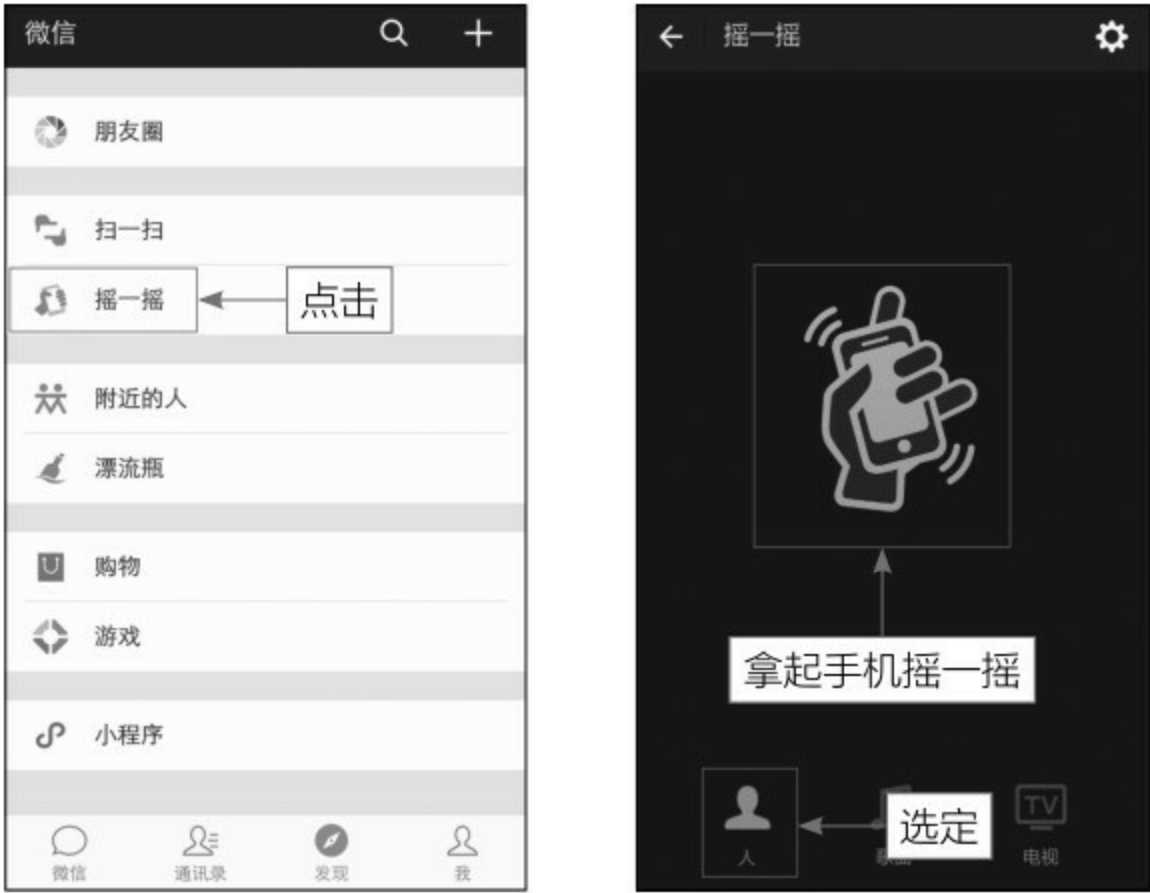 微信
朋友圈
扫一扫
摇一摇
点击
附近的人
漂流瓶
购物
游戏
小程序
微信
通讯录
发现
我
摇一摇
拿起手机摇一摇
选定
TV
人
电视